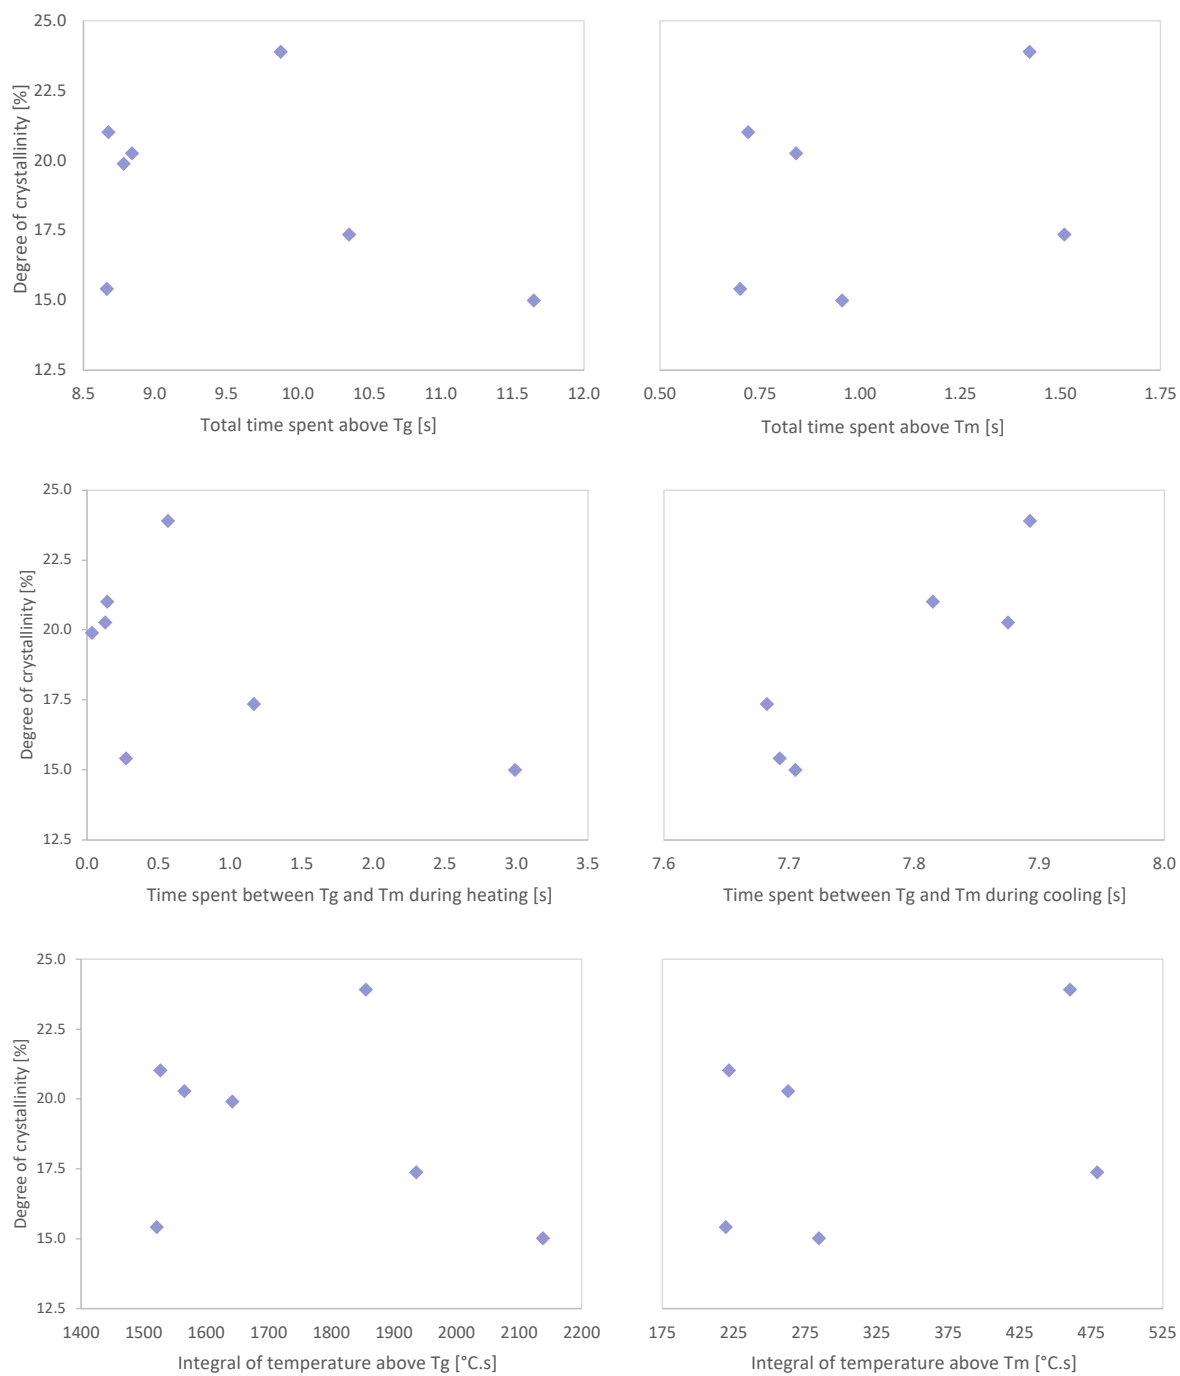 25.0
22.5
20.0
17.5
15.0
12.5
Degree of crystallinity [%]
8.5 9.0 9.5 10.0 10.5 11.0 11.5 12.0
Total time spent above Tg [s]
0.50 0.75 1.00 1.25 1.50 1.75
Total time spent above Tm [s]
25.0
22.5
20.0
17.5
15.0
12.5
Degree of crystallinity [%]
0.0 0.5 1.0 1.5 2.0 2.5 3.0 3.5
Time spent between Tg and Tm during heating [s]
7.6 7.7 7.8 7.9 8.0
Time spent between Tg and Tm during cooling [s]
25.0
22.5
20.0
17.5
15.0
12.5
Degree of crystallinity [%]
1400 1500 1600 1700 1800 1900 2000 2100 2200
Integral of temperature above Tg [°C.s]
175 225 275 325 375 425 475 525
Integral of temperature above Tm [°C.s]